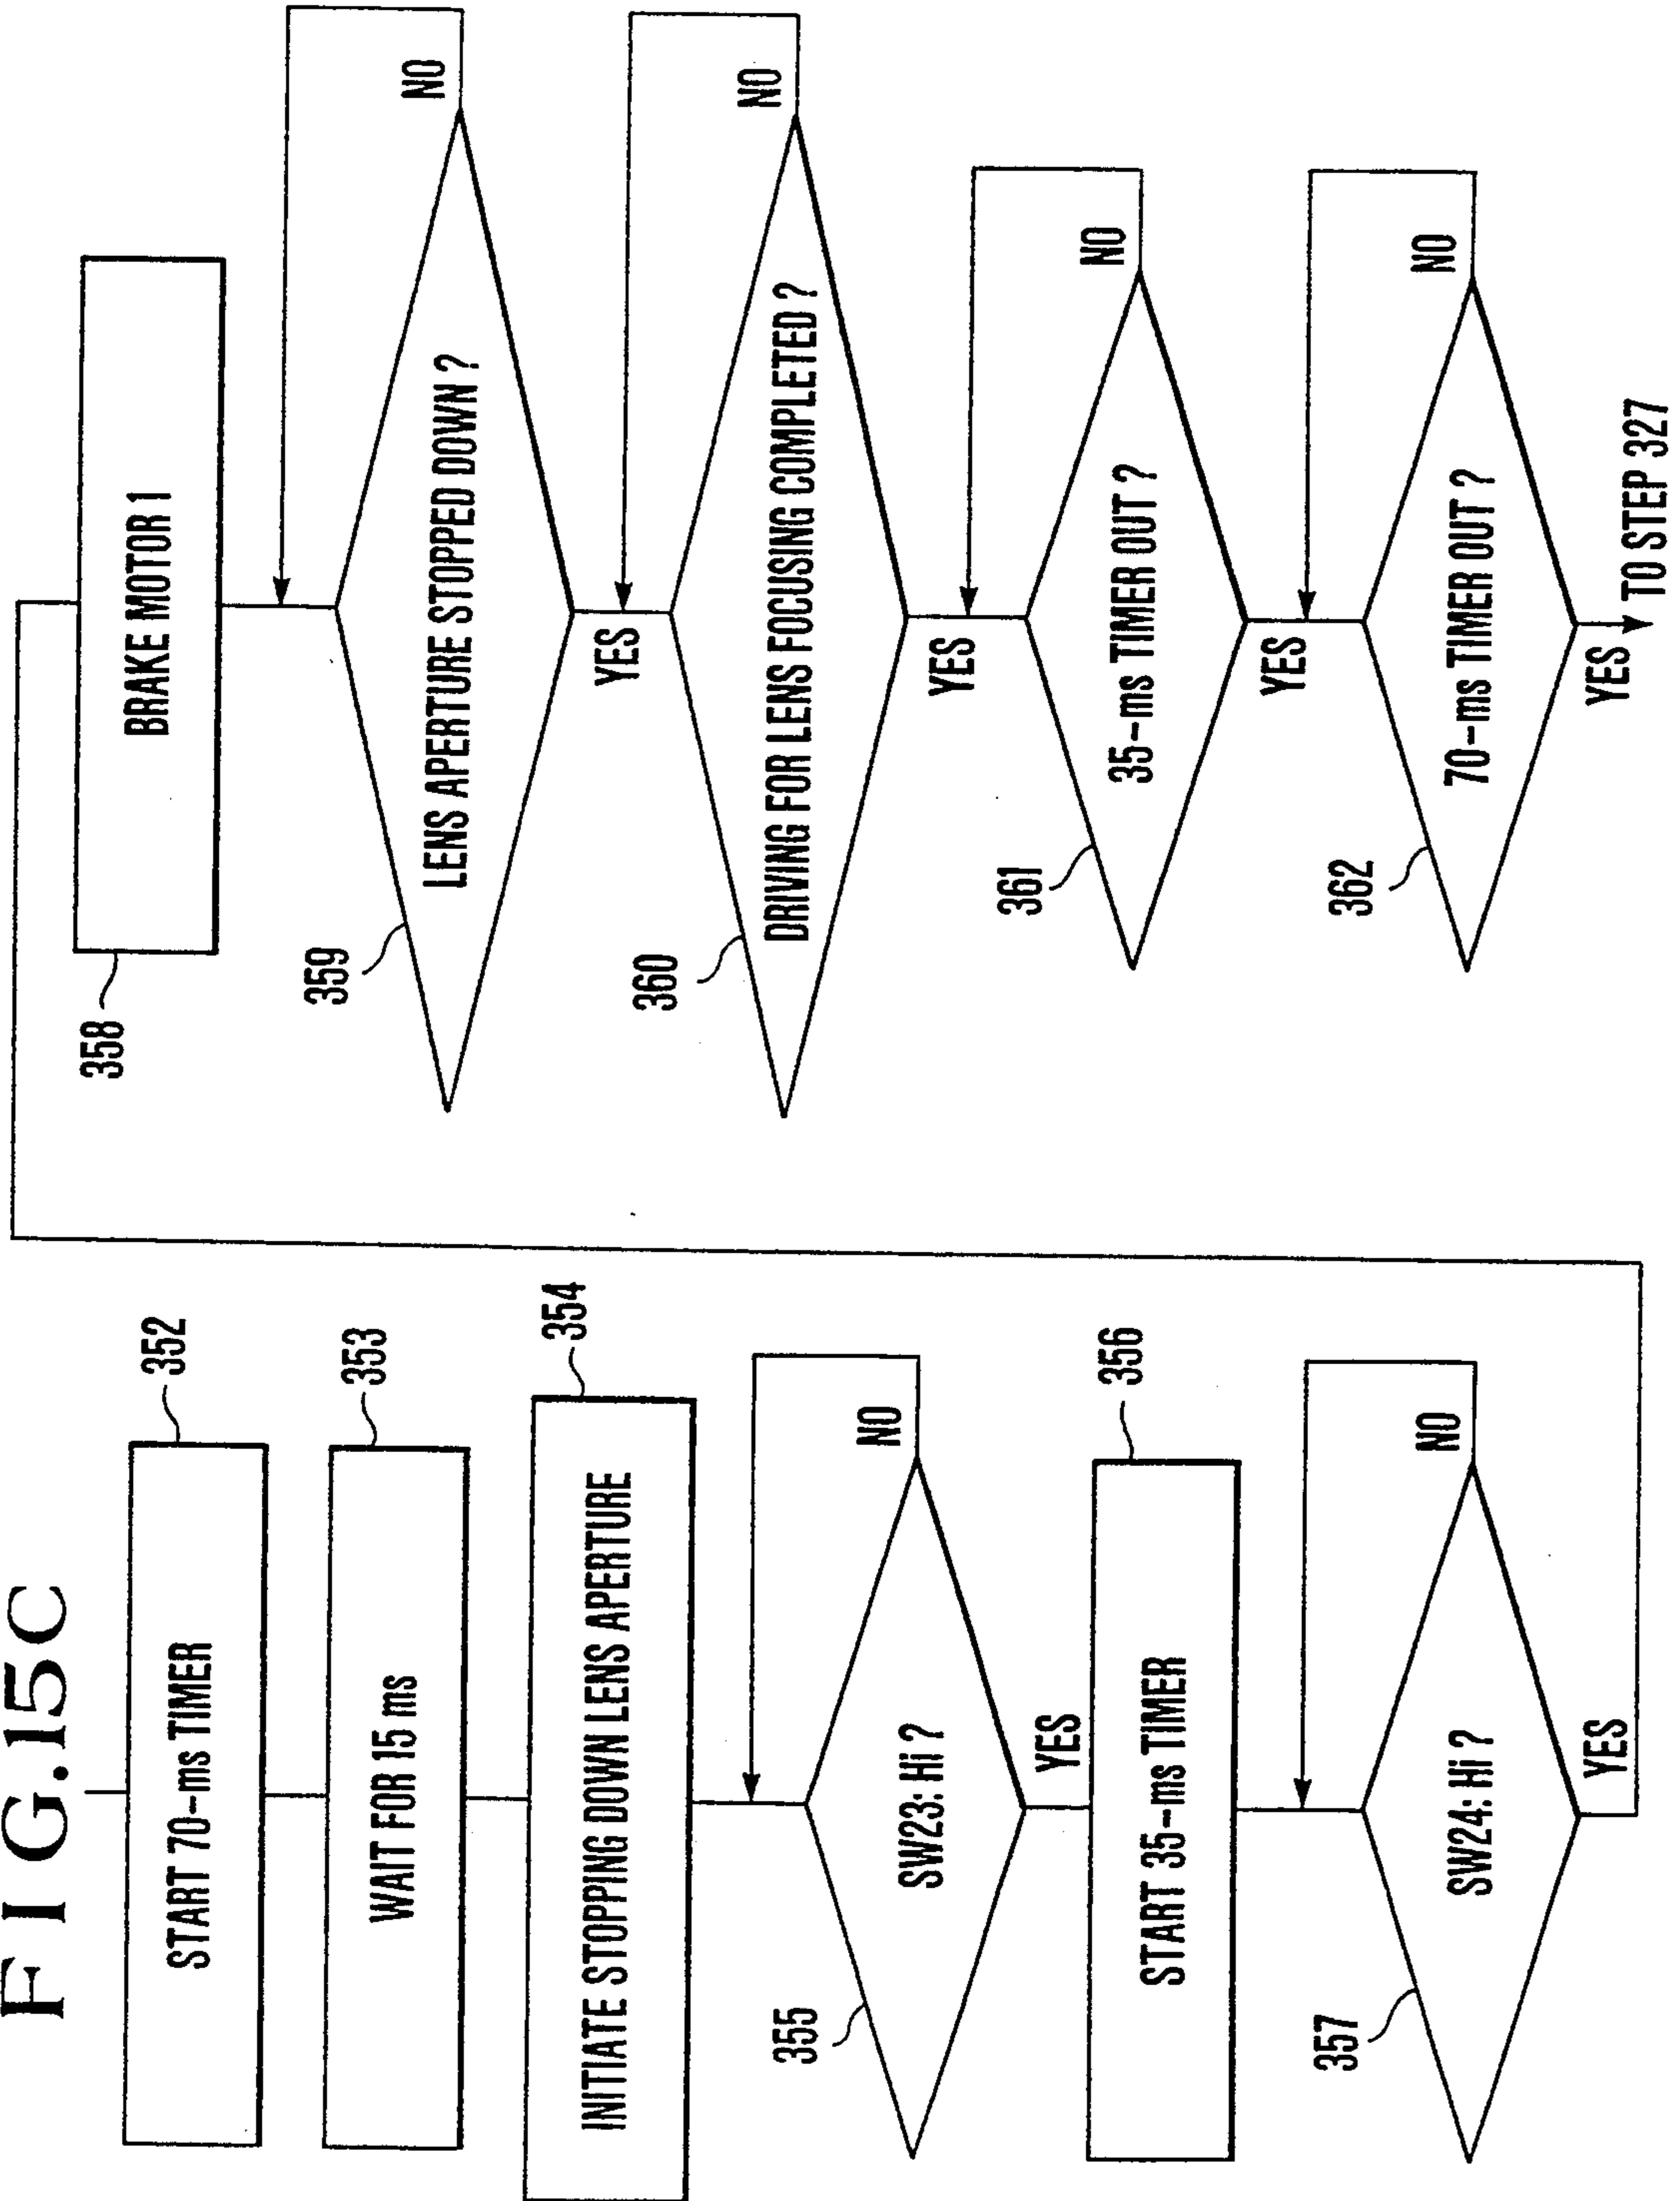 FIG.15C
352
START 70-ms TIMER
353
WAIT FOR 15 ms
354
INITIATE STOPPING DOWN LENS APERTURE
355
SW23: Hi ?
NO
YES
356
START 35-ms TIMER
357
SW24: Hi ?
NO
YES
358
BRAKE MOTOR 1
359
LENS APERTURE STOPPED DOWN ?
NO
YES
360
DRIVING FOR LENS FOCUSING COMPLETED ?
NO
YES
361
35-ms TIMER OUT ?
NO
YES
362
70-ms TIMER OUT ?
NO
YES
TO STEP 327